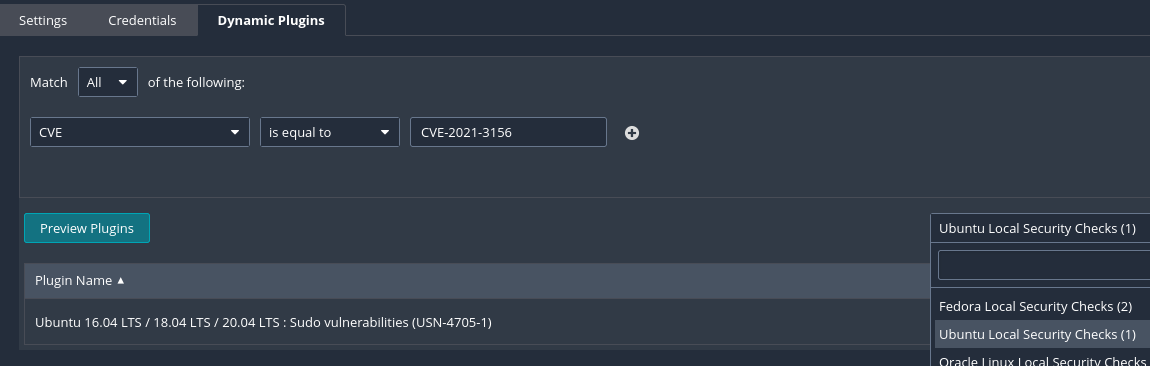 Settings Credentials Dynamic Plugins
Match All of the following:
CVE is equal to CVE-2021-3156
Preview Plugins
Ubuntu Local Security Checks (1)
Plugin Name
Ubuntu 16.04 LTS / 18.04 LTS / 20.04 LTS : Sudo vulnerabilities (USN-4705-1)
Fedora Local Security Checks (2)
Ubuntu Local Security Checks (1)
Oracle Linux Local Security Checks